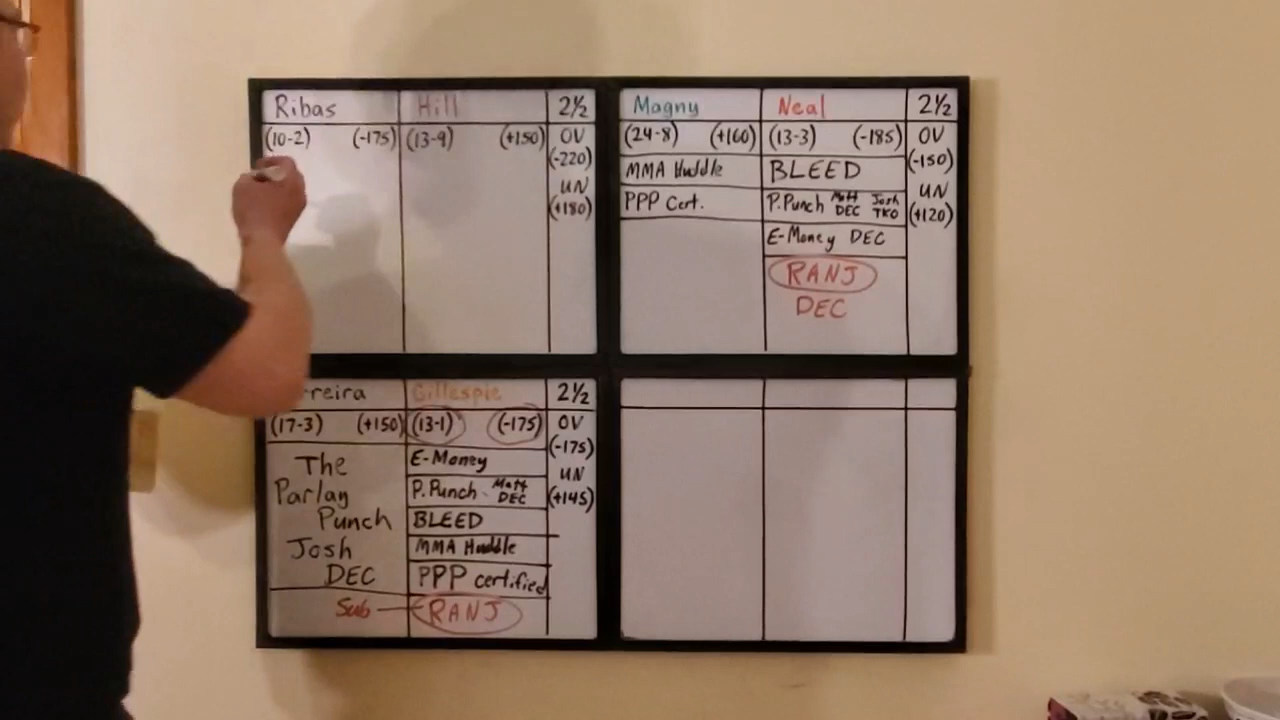 Ribas Hill 2½
(10-2) (-175) (13-9) (+150) OV
(-220)
UN
(+180)
Magny Neal 2½
(24-8) (+160) (13-3) (-185) OV
(-150)
UN
(+120)
MMA Huddle BLEED
PPP Cert. P.Punch Matt DEC Josh TKO
E-Money DEC
RANJ
DEC
reira Gillespie 2½
(17-3) (+150) (13-1) (-175) OV
(-175)
UN
(+145)
The
Parlay
Punch
Josh
DEC
E-Money
P.Punch - Matt DEC
BLEED
MMA Huddle
PPP certified
Sub RANJ